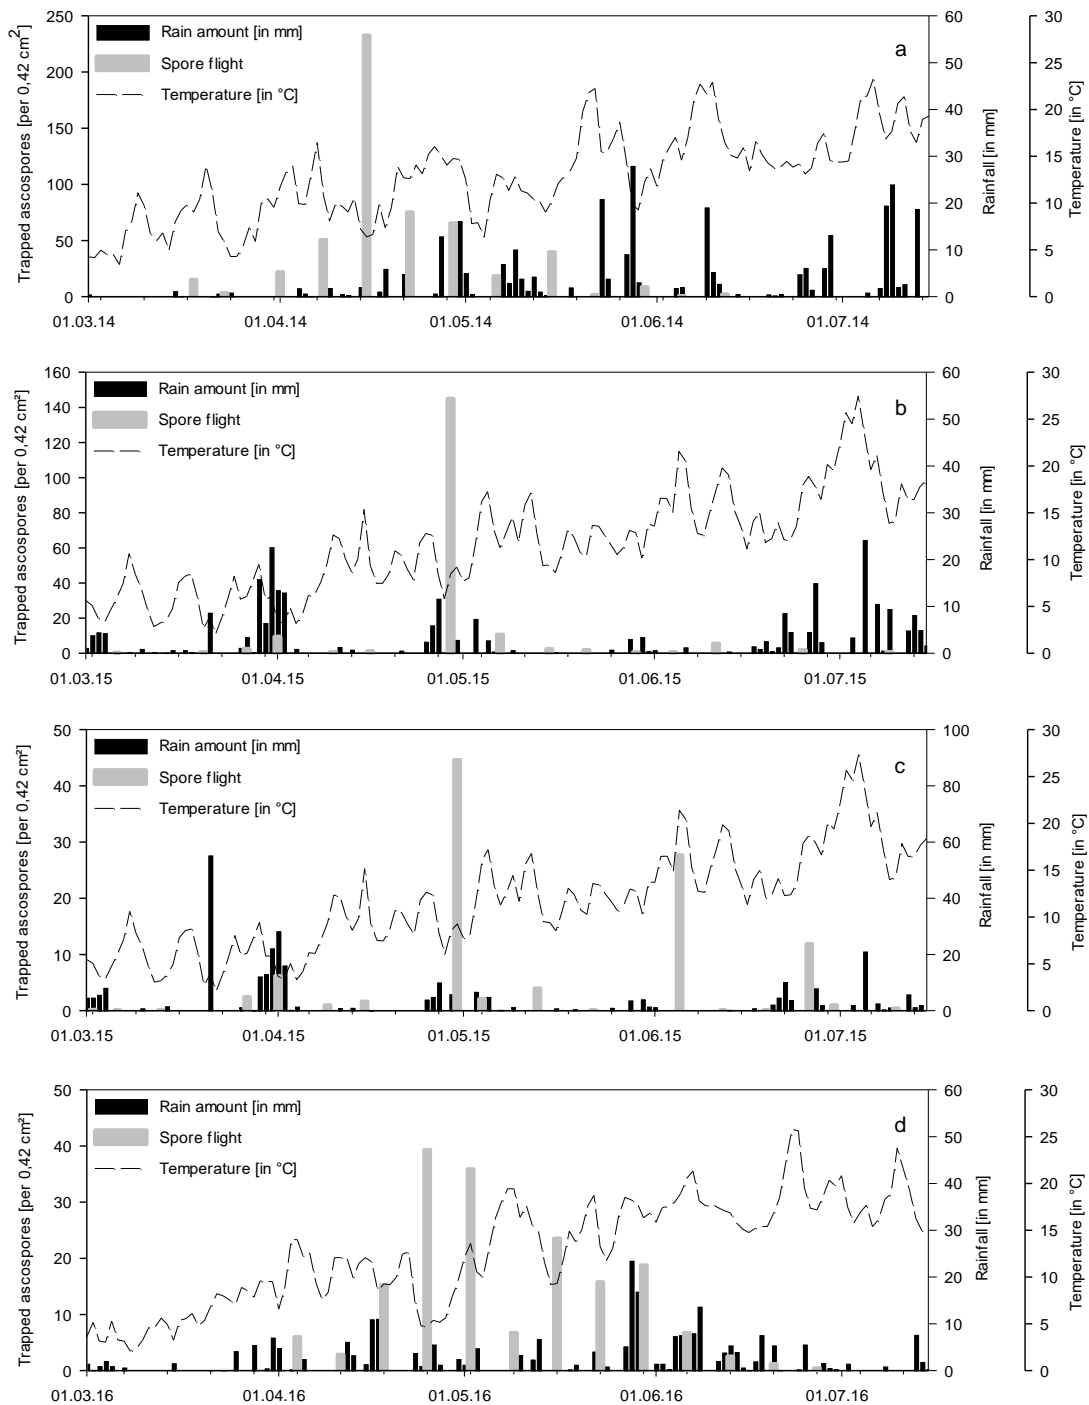 a
Rain amount [in mm]
Spore flight
Temperature [in °C]
Trapped ascospores [per 0,42 cm²]
250
200
150
100
50
0
60
50
40
30
20
10
0
Rainfall [in mm]
30
25
20
15
10
5
0
Temperature [in °C]
01.03.14 01.04.14 01.05.14 01.06.14 01.07.14
b
Rain amount [in mm]
Spore flight
Temperature [in °C]
Trapped ascospores [per 0,42 cm²]
160
140
120
100
80
60
40
20
0
60
50
40
30
20
10
0
Rainfall [in mm]
30
25
20
15
10
5
0
Temperature [in °C]
01.03.15 01.04.15 01.05.15 01.06.15 01.07.15
c
Rain amount [in mm]
Spore flight
Temperature [in °C]
Trapped ascospores [per 0,42 cm²]
50
40
30
20
10
0
100
80
60
40
20
0
Rainfall [in mm]
30
25
20
15
10
5
0
Temperature [in °C]
01.03.15 01.04.15 01.05.15 01.06.15 01.07.15
d
Rain amount [in mm]
Spore flight
Temperature [in °C]
Trapped ascospores [per 0,42 cm²]
50
40
30
20
10
0
60
50
40
30
20
10
0
Rainfall [in mm]
30
25
20
15
10
5
0
Temperature [in °C]
01.03.16 01.04.16 01.05.16 01.06.16 01.07.16